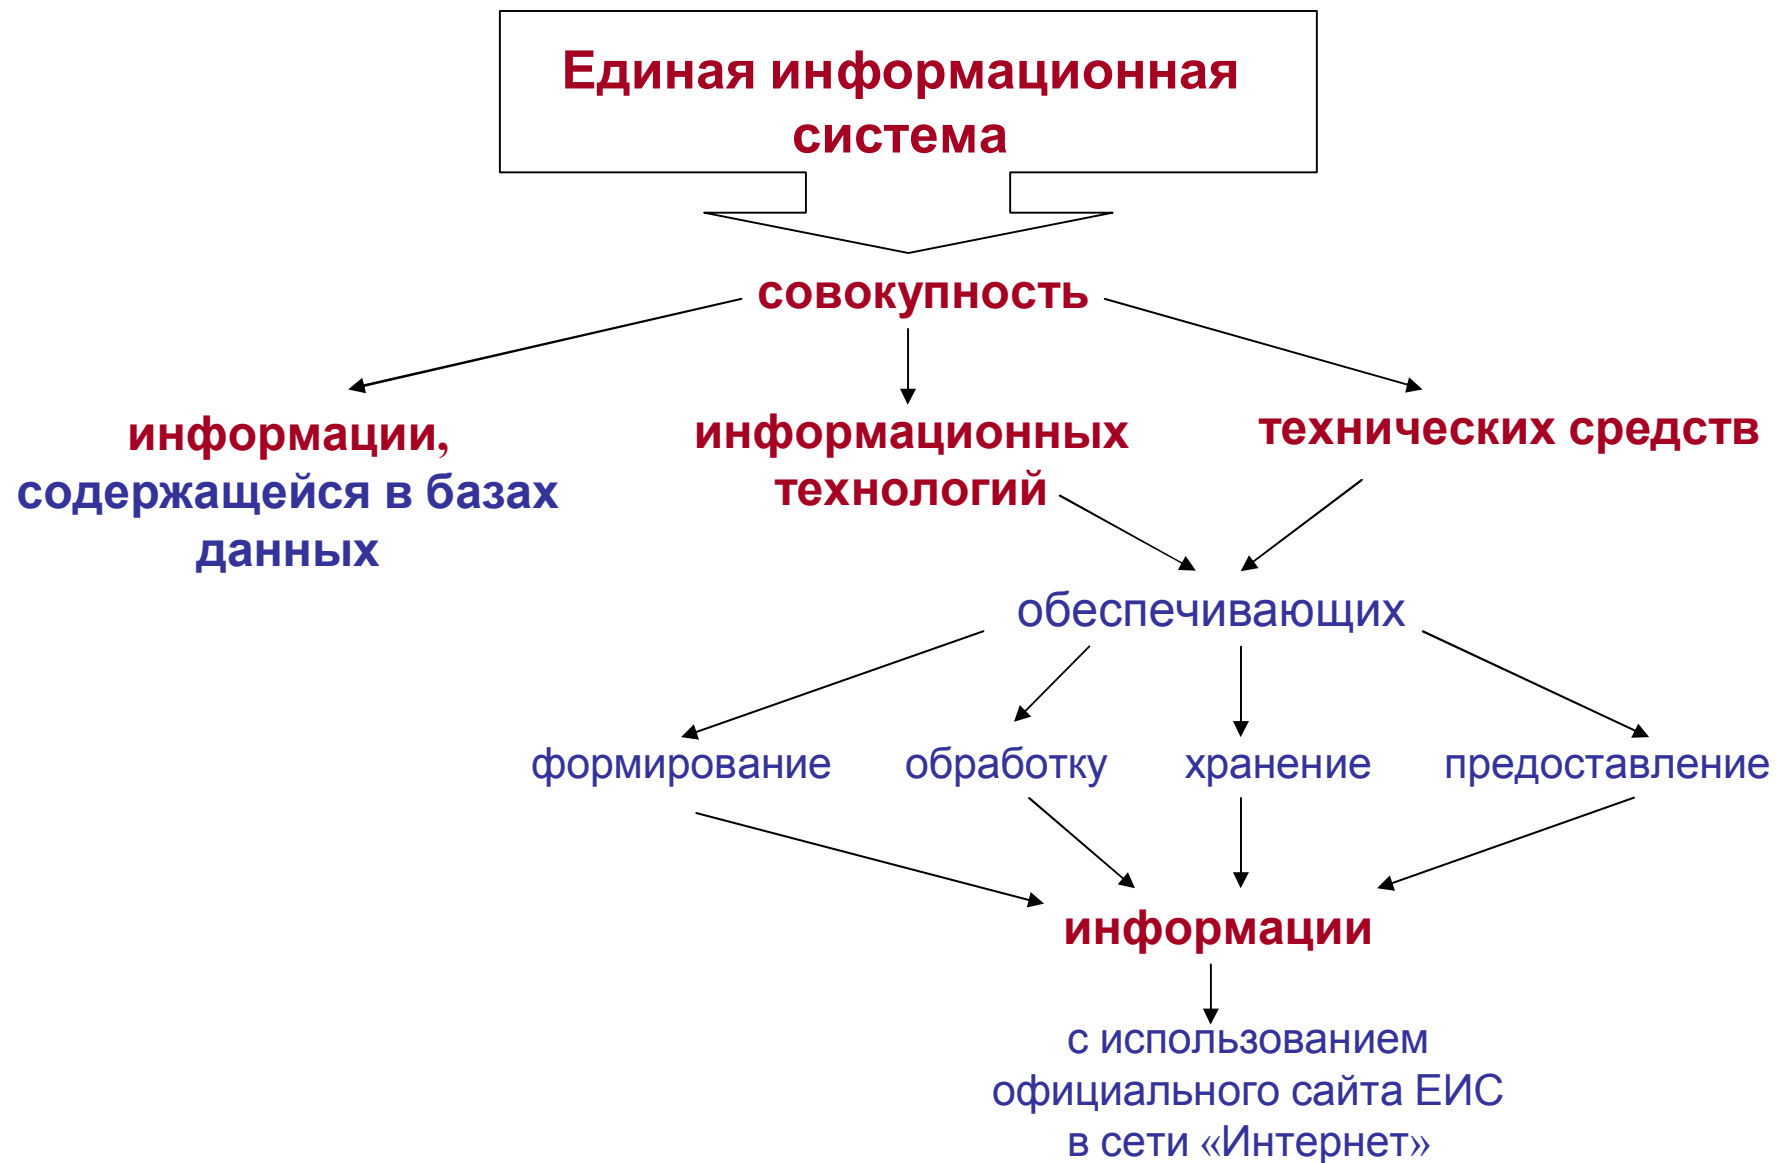 Единая информационная
система
совокупность
информации,
содержащейся в базах
данных
информационных
технологий
технических средств
обеспечивающих
формирование
обработку
хранение
предоставление
информации
с использованием
официального сайта ЕИС
в сети «Интернет»